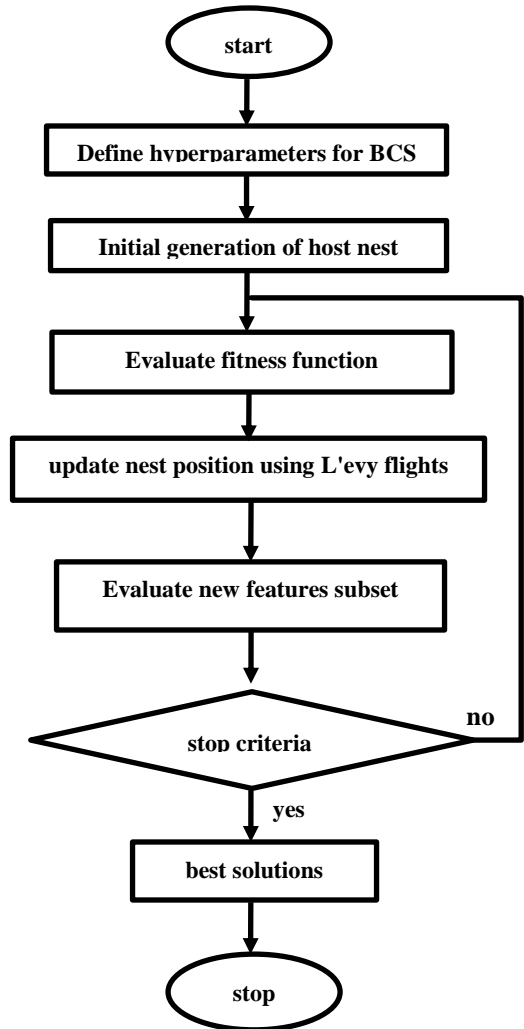 start
Define hyperparameters for BCS
Initial generation of host nest
Evaluate fitness function
update nest position using L'evy flights
Evaluate new features subset
no
stop criteria
yes
best solutions
stop